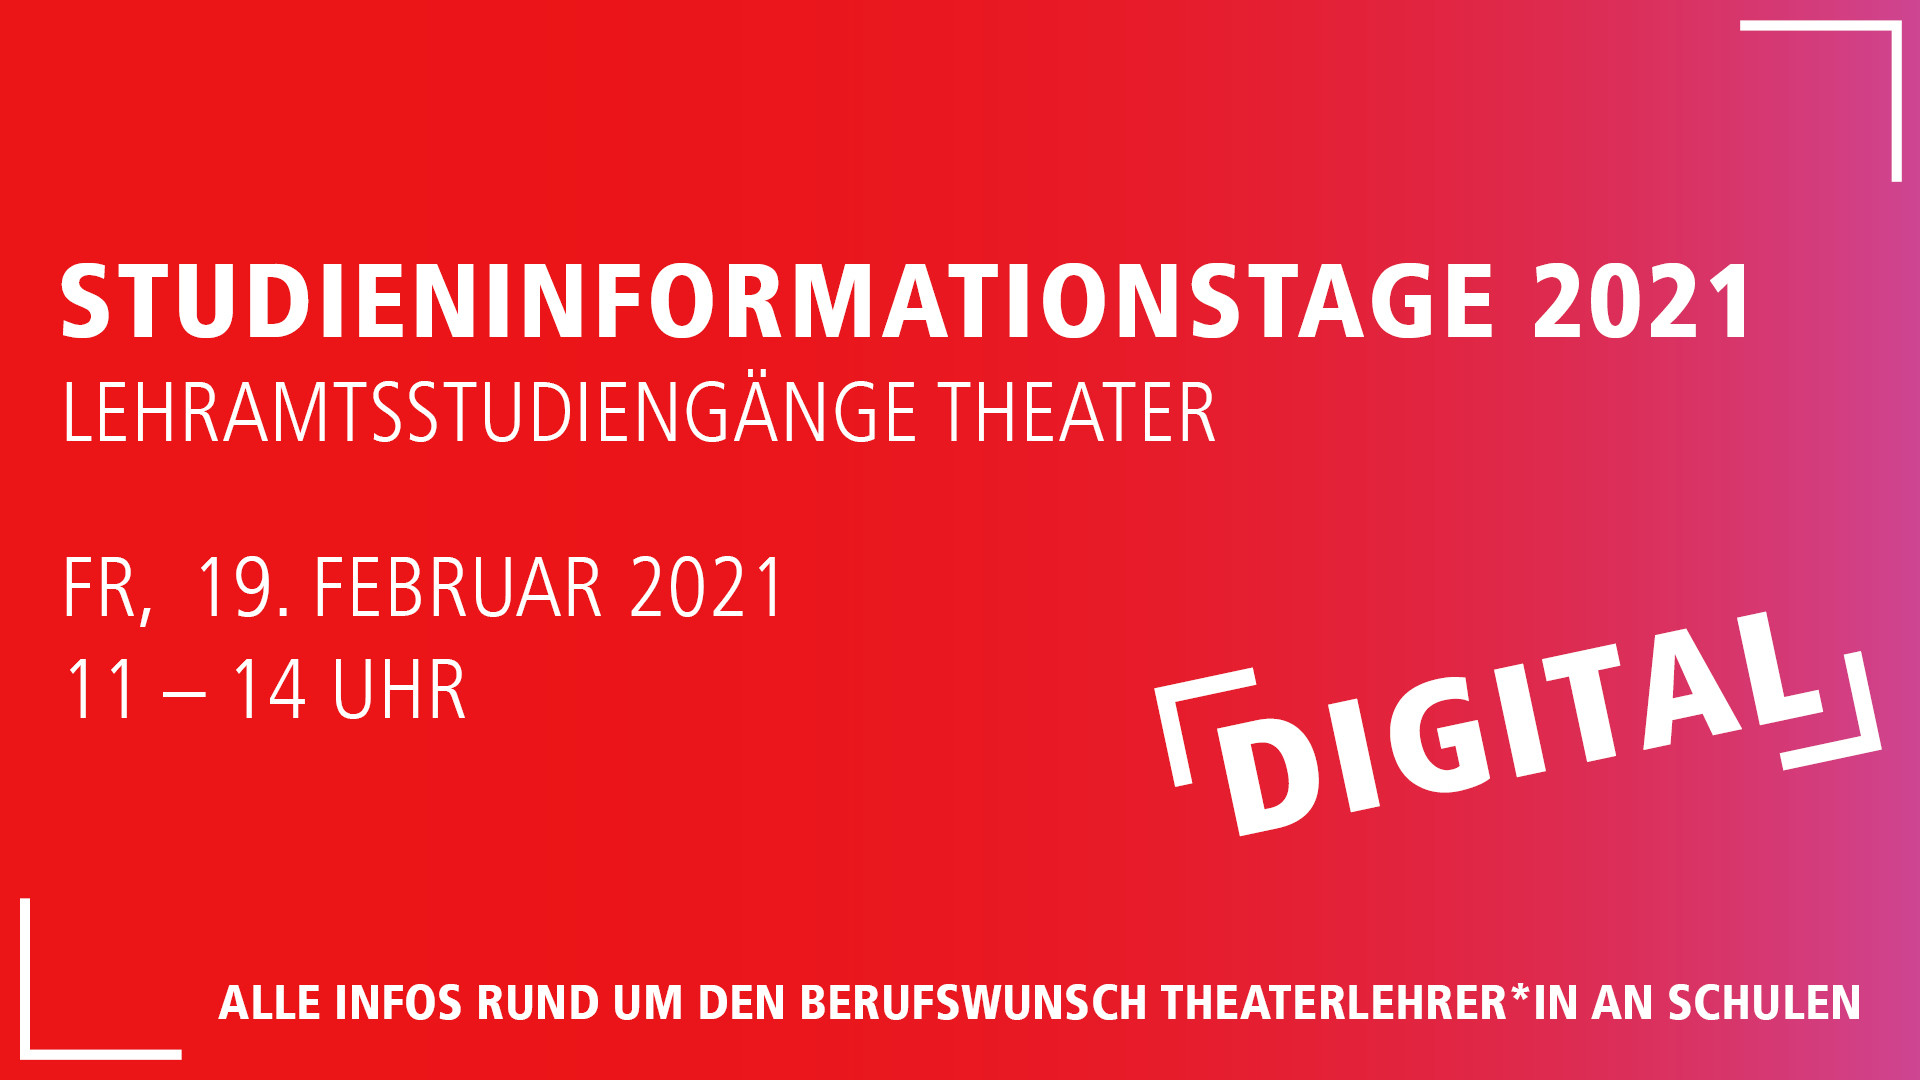 STUDIENINFORMATIONSTAGE 2021
LEHRAMTSSTUDIENGÄNGE THEATER
FR, 19. FEBRUAR 2021
11 – 14 UHR
DIGITAL
ALLE INFOS RUND UM DEN BERUFSWUNSCH THEATERLEHRER*IN AN SCHULEN